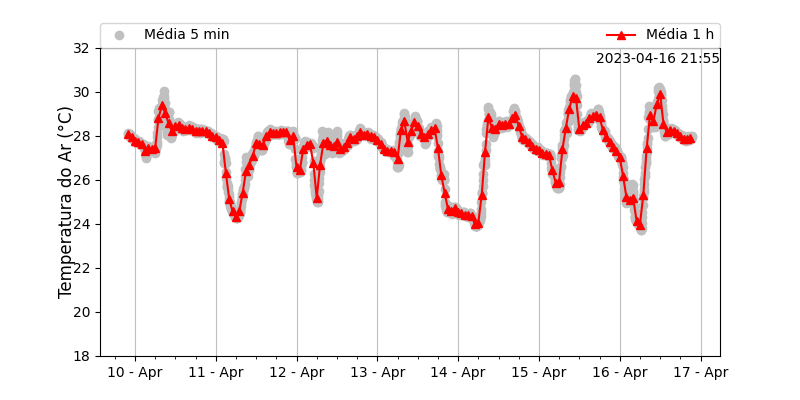 Média 5 min
Média 1 h
2023-04-16 21:55
Temperatura do Ar (°C)
32
30
28
26
24
22
20
18
10 - Apr
11 - Apr
12 - Apr
13 - Apr
14 - Apr
15 - Apr
16 - Apr
17 - Apr